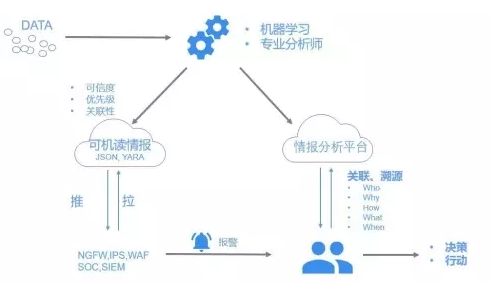 DATA
机器学习
专业分析师
可信度
优先级
关联性
可机读情报
JSON, YARA
情报分析平台
推
拉
关联、溯源
Who
Why
How
What
When
NGFW,IPS,WAF
SOC,SIEM
报警
决策
行动